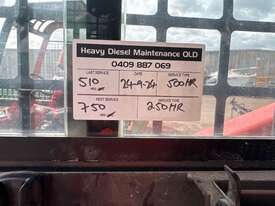 Heavy Diesel Maintenance QLD
0409 887 069
LAST SERVICE DATE SERVICE TYPE
510 24-9-24 500HR
NEXT SERVICE SERVICE TYPE
750 250HR